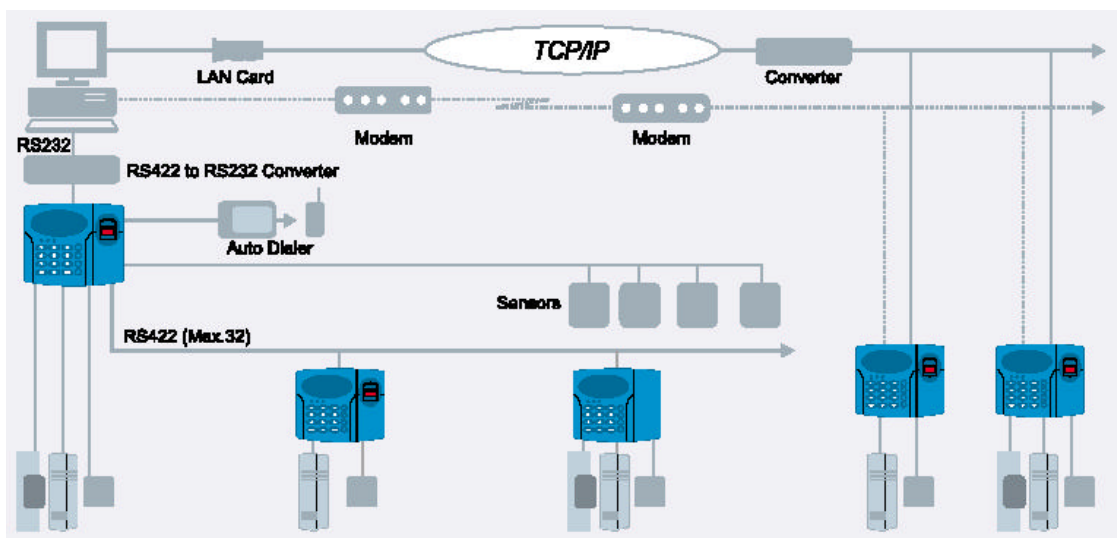 TCP/IP
LAN Card
Converter
Modem
Modem
RS232
RS422 to RS232 Converter
Auto Dialer
Sensors
RS422 (Max.32)